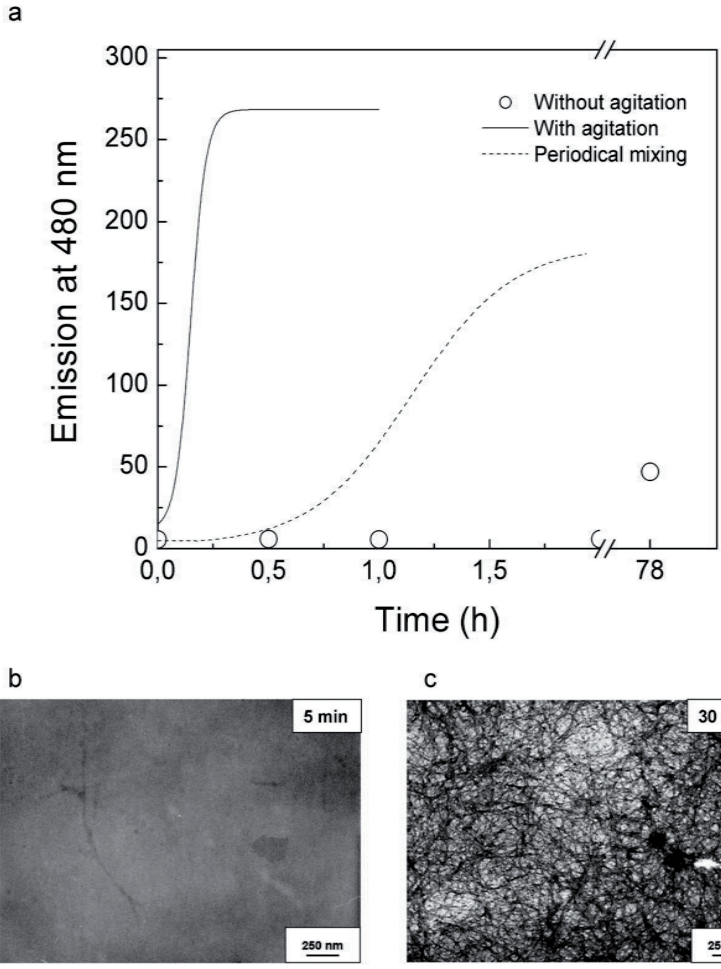 a
300
250
200
150
100
50
0
Emission at 480 nm
Without agitation
With agitation
Periodical mixing
0,0 0,5 1,0 1,5 78
Time (h)
b
c
5 min
30
250 nm